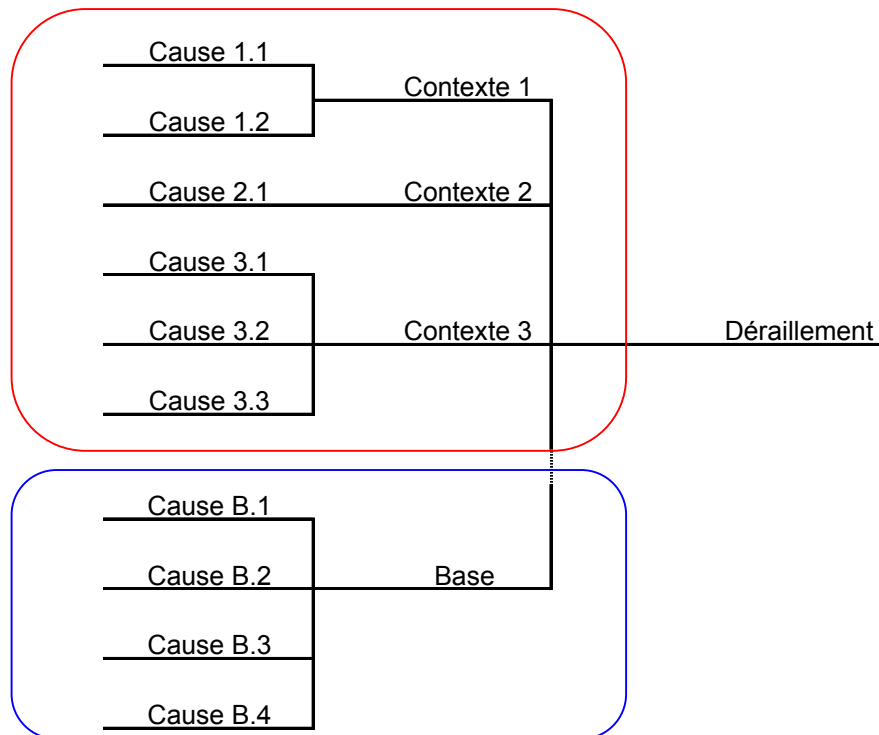 Cause 1.1
Contexte 1
Cause 1.2
Cause 2.1
Contexte 2
Cause 3.1
Cause 3.2
Contexte 3
Déraillement
Cause 3.3
Cause B.1
Cause B.2
Base
Cause B.3
Cause B.4